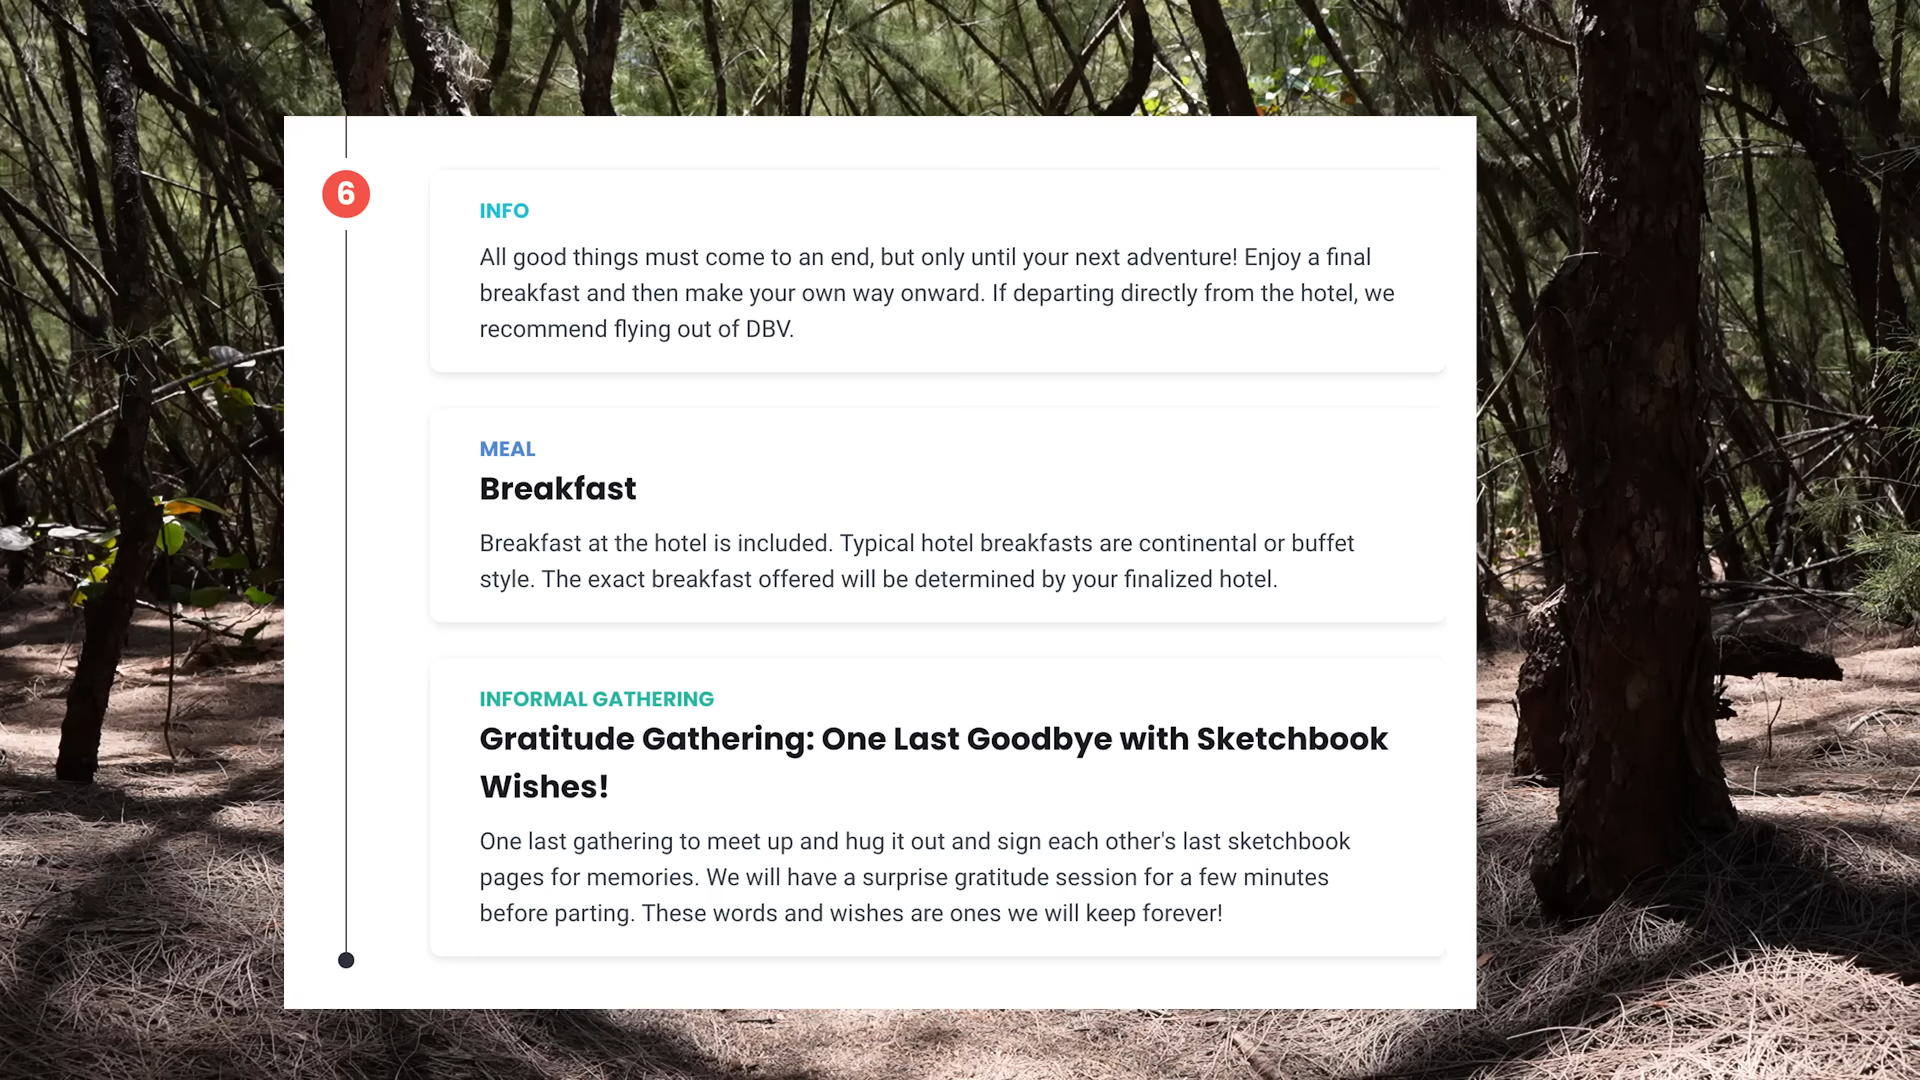 6
INFO
All good things must come to an end, but only until your next adventure! Enjoy a final
breakfast and then make your own way onward. If departing directly from the hotel, we
recommend flying out of DBV.
MEAL
Breakfast
Breakfast at the hotel is included. Typical hotel breakfasts are continental or buffet
style. The exact breakfast offered will be determined by your finalized hotel.
INFORMAL GATHERING
Gratitude Gathering: One Last Goodbye with Sketchbook
Wishes!
One last gathering to meet up and hug it out and sign each other's last sketchbook
pages for memories. We will have a surprise gratitude session for a few minutes
before parting. These words and wishes are ones we will keep forever!